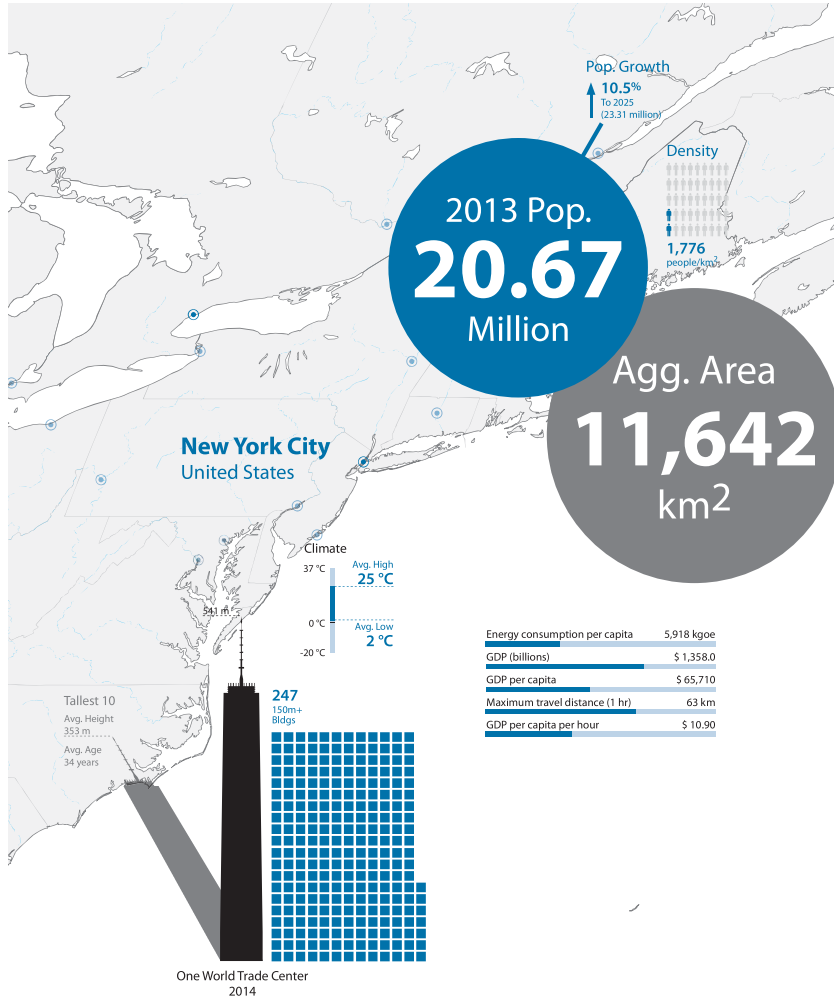 Pop. Growth
10.5%
To 2025
(23.31 million)
Density
1,776
people/km²
2013 Pop.
20.67
Million
Agg. Area
11,642
km²
New York City
United States
Climate
37 °C
0 °C
-20 °C
Avg. High
25 °C
Avg. Low
2 °C
541 m
Energy consumption per capita 5,918 kgoe
GDP (billions) $ 1,358.0
GDP per capita $ 65,710
Maximum travel distance (1 hr) 63 km
GDP per capita per hour $ 10.90
247
150m+
Bldgs
Tallest 10
Avg. Height
353 m
Avg. Age
34 years
One World Trade Center
2014